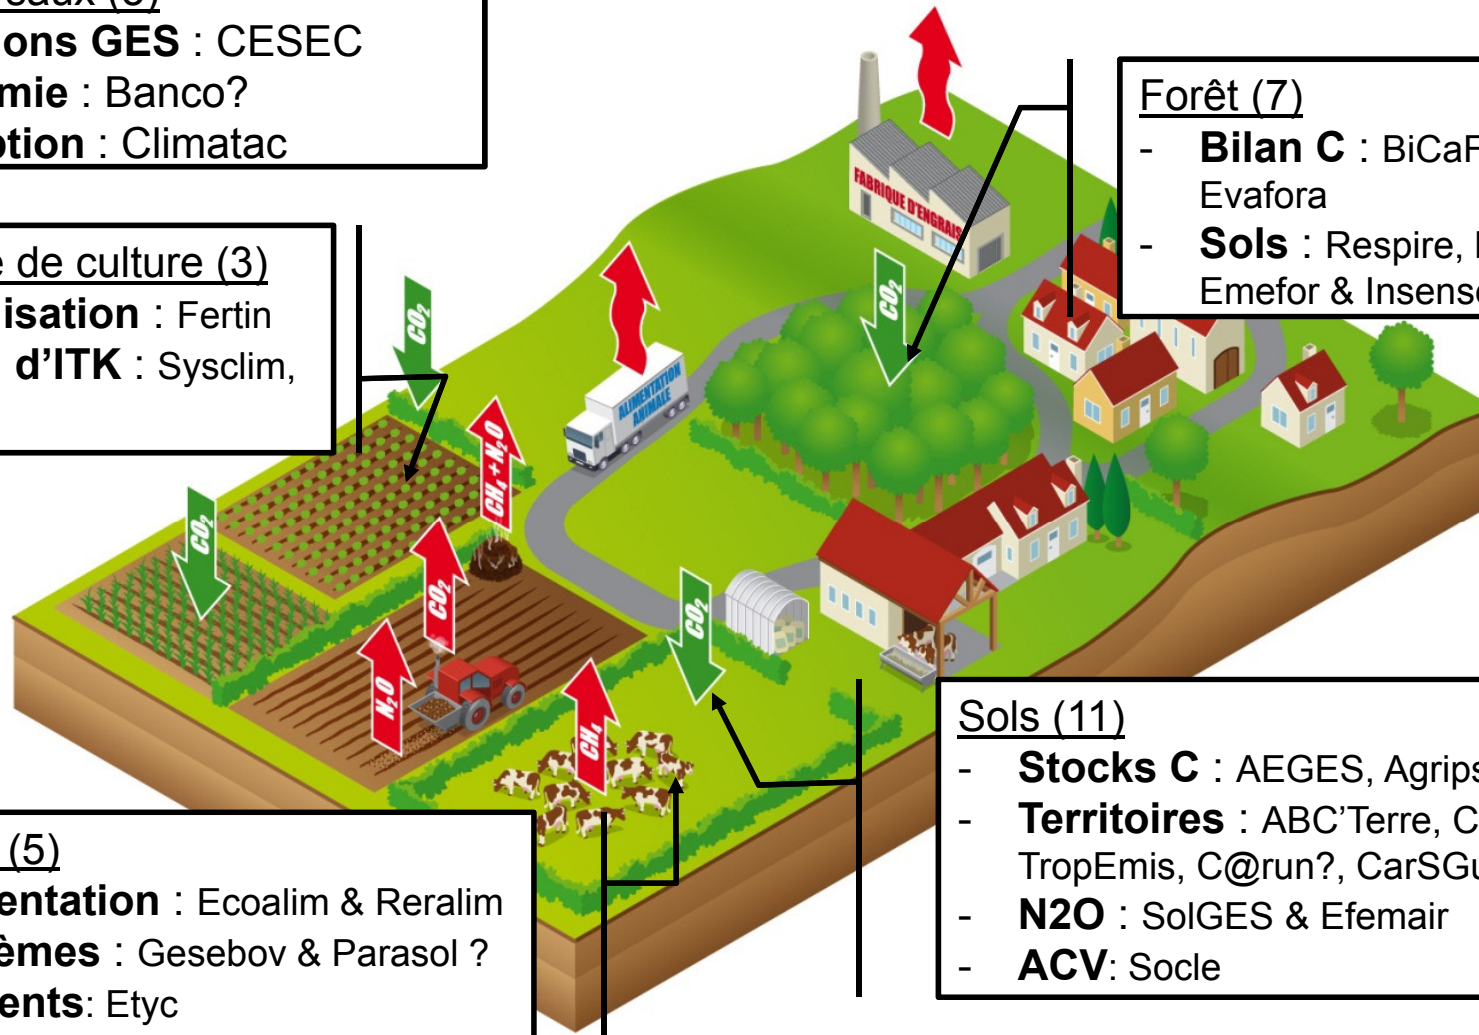 ons GES : CESEC
mie : Banco?
tion : Climatac
Forêt (7)
- Bilan C : BiCaF
Evafora
- Sols : Respire,
Emefor & Insense
e de culture (3)
isation : Fertin
d'ITK : Sysclim,
FABRIQUE D'ENGRAIS
ALIMENTATION
ANIMALE
CO2
CO2
CO2
CH4 + N2O
CO2
CO2
N2O
CH4
Sols (11)
- Stocks C : AEGES, Agrips
- Territoires : ABC'Terre, C
TropEmis, C@run?, CarSGu
- N2O : SolGES & Efemair
- ACV: Socle
(5)
entation : Ecoalim & Reralim
èmes : Gesebov & Parasol ?
ents: Etyc